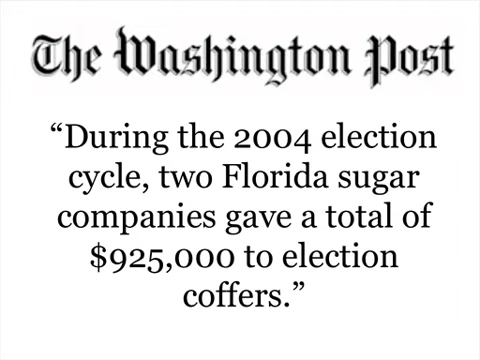 The Washington Post
“During the 2004 election
cycle, two Florida sugar
companies gave a total of
$925,000 to election
coffers.”